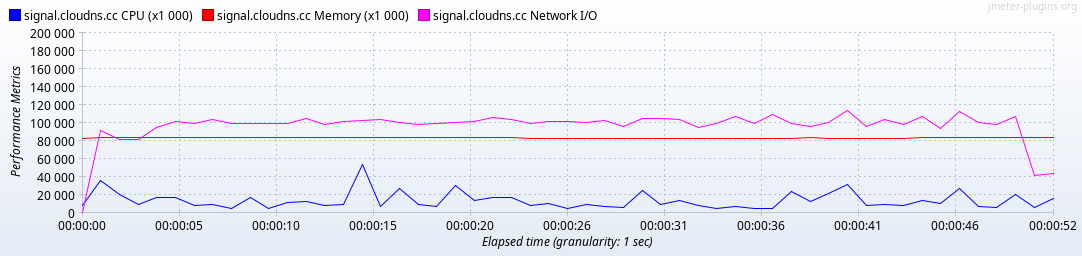 jmeter-plugins.org
signal.cloudns.cc CPU (x1 000) signal.cloudns.cc Memory (x1 000) signal.cloudns.cc Network I/O
200 000
180 000
160 000
140 000
120 000
100 000
80 000
60 000
40 000
20 000
0
Performance Metrics
00:00:00 00:00:05 00:00:10 00:00:15 00:00:20 00:00:26 00:00:31 00:00:36 00:00:41 00:00:46 00:00:52
Elapsed time (granularity: 1 sec)